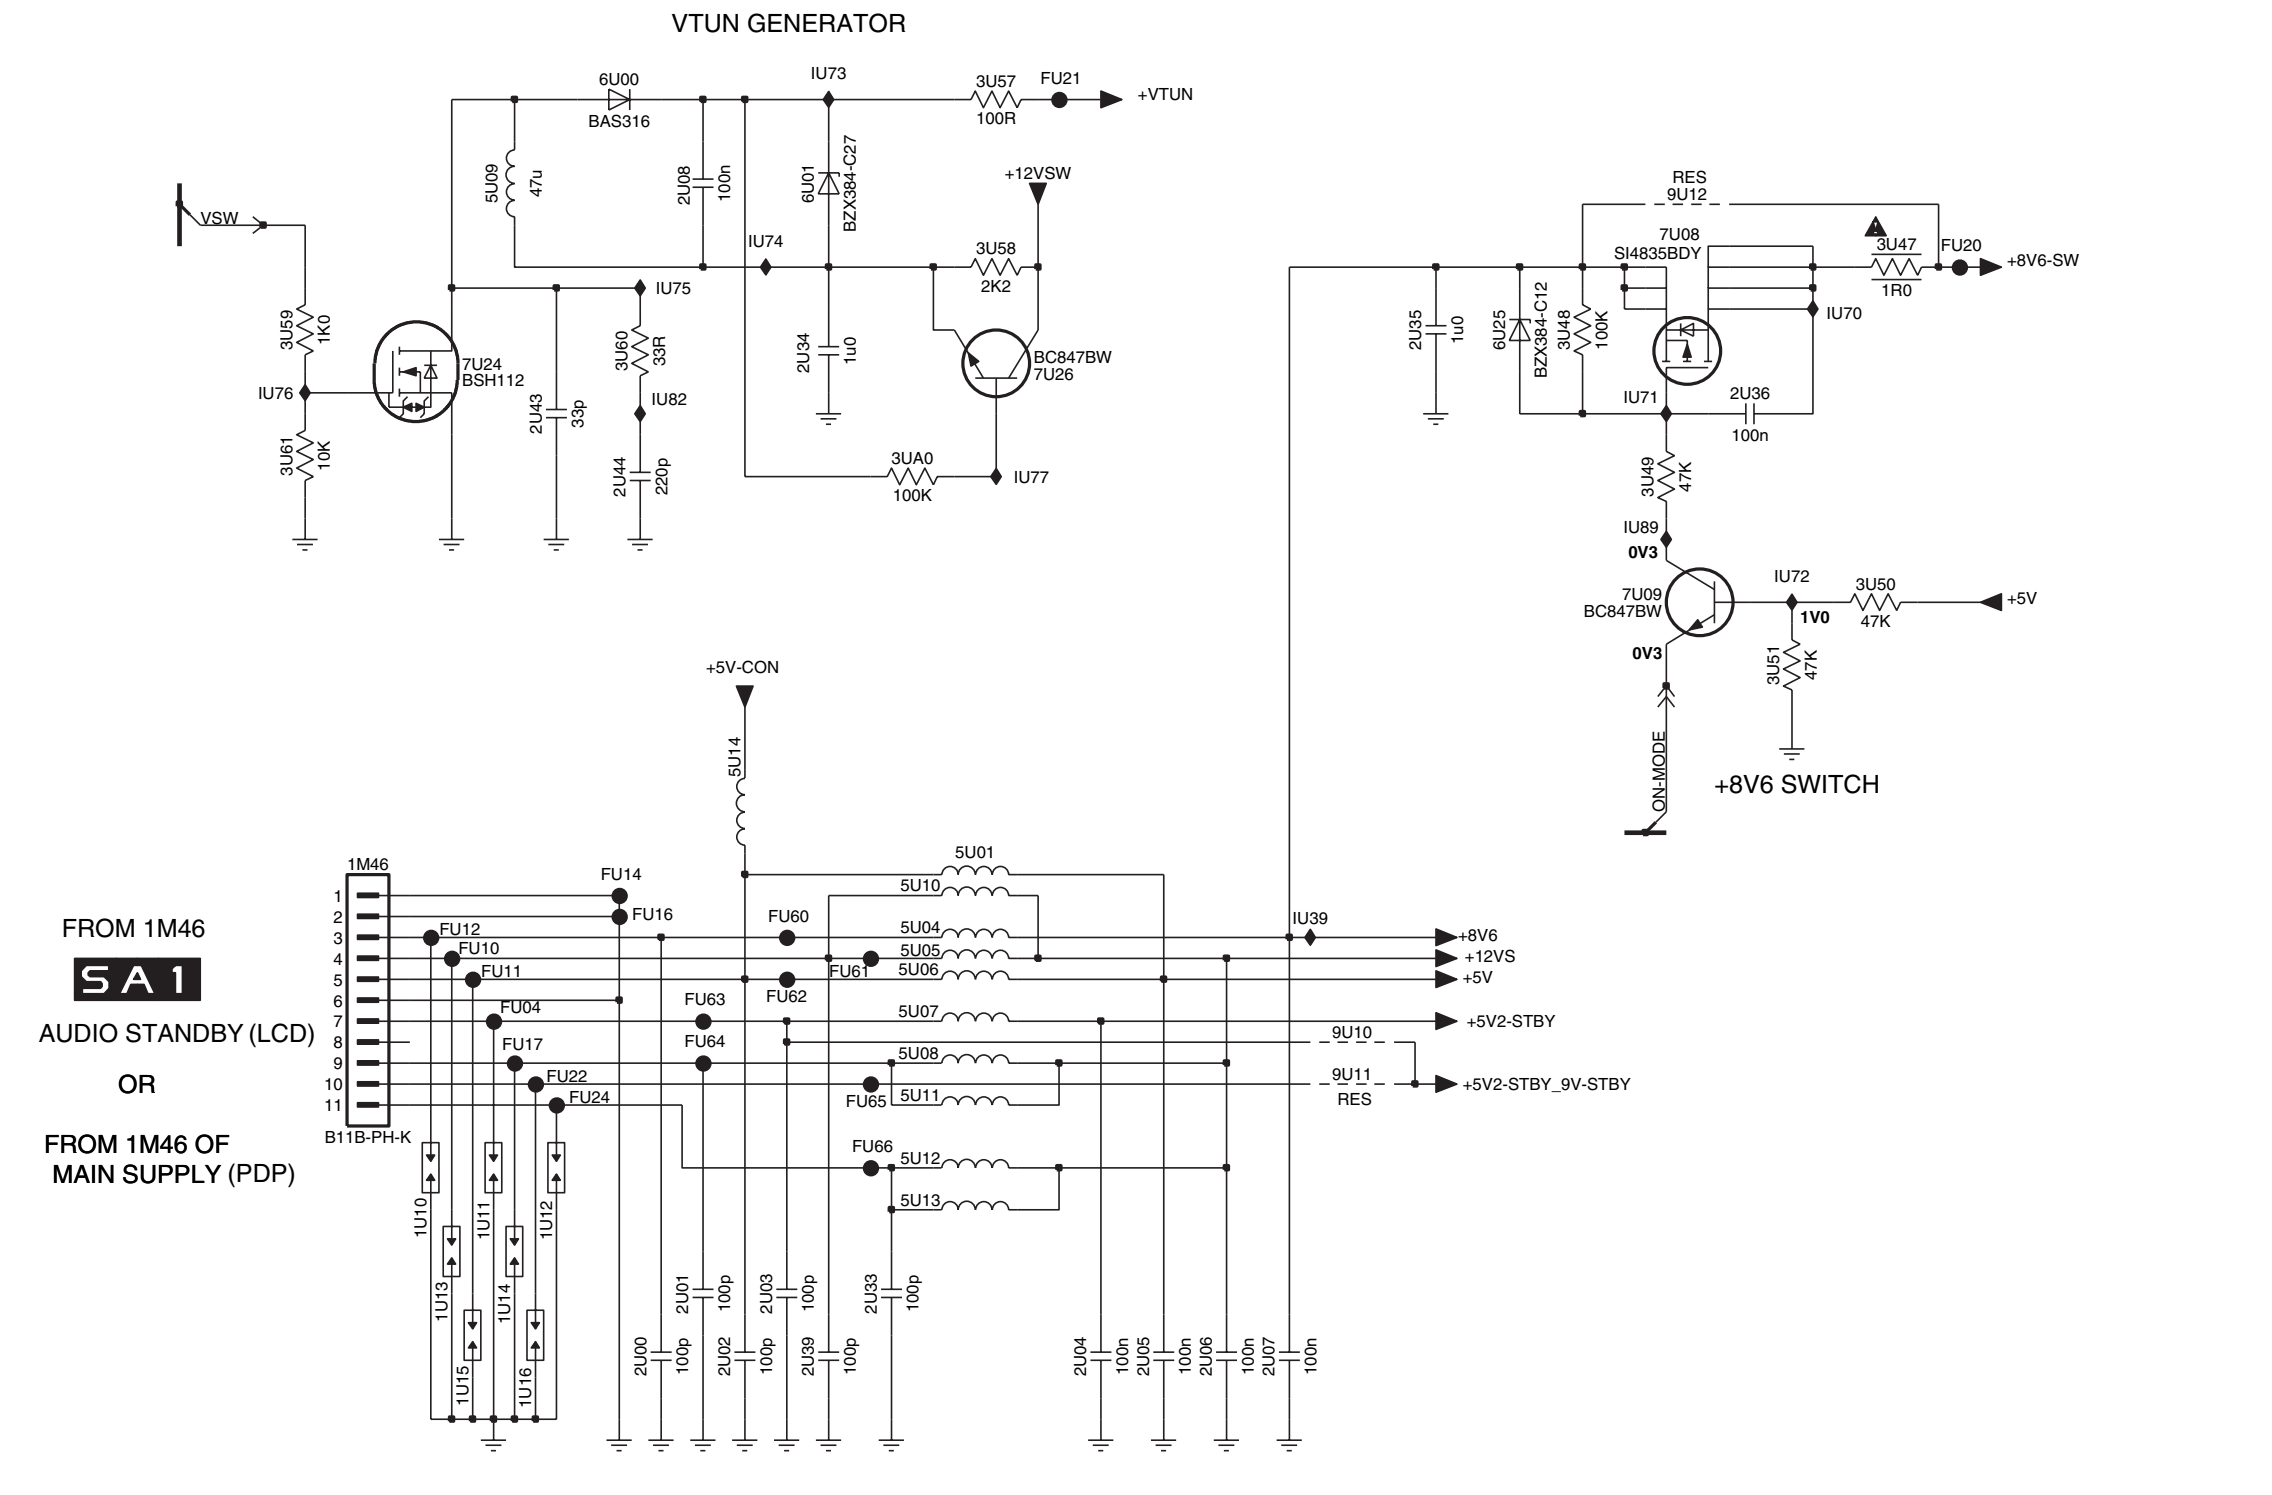 VTUN GENERATOR
6U00
BAS316
IU73
3U57
100R
FU21
+VTUN
5U09
47u
2U08
100n
6U01
BZX384-C27
+12VSW
VSW
IU74
3U58
2K2
IU75
3U59
1K0
3U60
33R
2U34
1u0
7U24
BSH112
BC847BW
7U26
IU76
IU82
2U43
33p
3U61
10K
2U44
220p
3UA0
100K
IU77
RES
9U12
7U08
SI4835BDY
3U47
1R0
FU20
+8V6-SW
2U35
1u0
6U25
BZX384-C12
3U48
100K
IU70
IU71
2U36
100n
3U49
47K
IU89
0V3
7U09
BC847BW
IU72
1V0
3U50
47K
+5V
0V3
3U51
47K
ON-MODE
+8V6 SWITCH
+5V-CON
5U14
1M46
FU14
5U01
1
5U10
2
FU16
FU60
IU39
3
FU12
5U04
+8V6
FROM 1M46
4
FU10
5U05
+12VS
SA1
5
FU11
FU61
5U06
+5V
6
FU62
FU04
FU63
AUDIO STANDBY (LCD)
7
5U07
+5V2-STBY
8
FU17
FU64
9U10
9
5U08
OR
10
FU22
9U11
+5V2-STBY_9V-STBY
11
FU24
FU65
5U11
RES
B11B-PH-K
FROM 1M46 OF
MAIN SUPPLY (PDP)
FU66
5U12
5U13
1U10
1U11
1U12
1U13
1U14
1U15
1U16
2U01
100p
2U03
100p
2U33
100p
2U00
100p
2U02
100p
2U39
100p
2U04
100n
2U05
100n
2U06
100n
2U07
100n